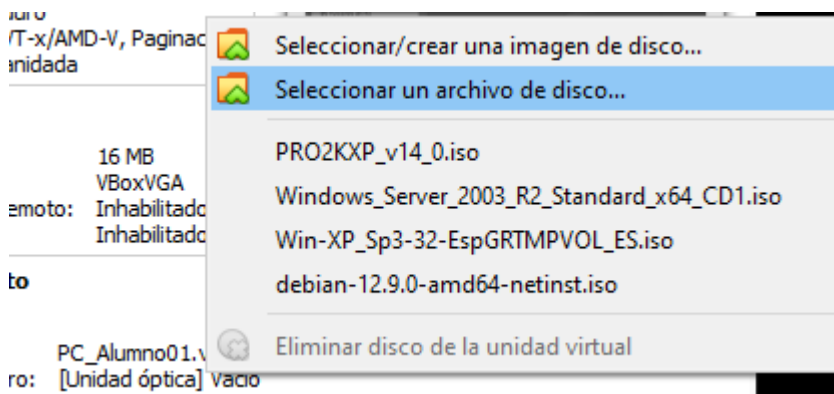 /T-x/AMD-V, Paginac
anidada
16 MB
VBoxVGA
emoto: Inhabilitado
Inhabilitado
to
PC_Alumno01.v
ro: [Unidad óptica] Vacío
Seleccionar/crear una imagen de disco...
Seleccionar un archivo de disco...
PRO2KXP_v14_0.iso
Windows_Server_2003_R2_Standard_x64_CD1.iso
Win-XP_Sp3-32-EspGRTMPVOL_ES.iso
debian-12.9.0-amd64-netinst.iso
Eliminar disco de la unidad virtual